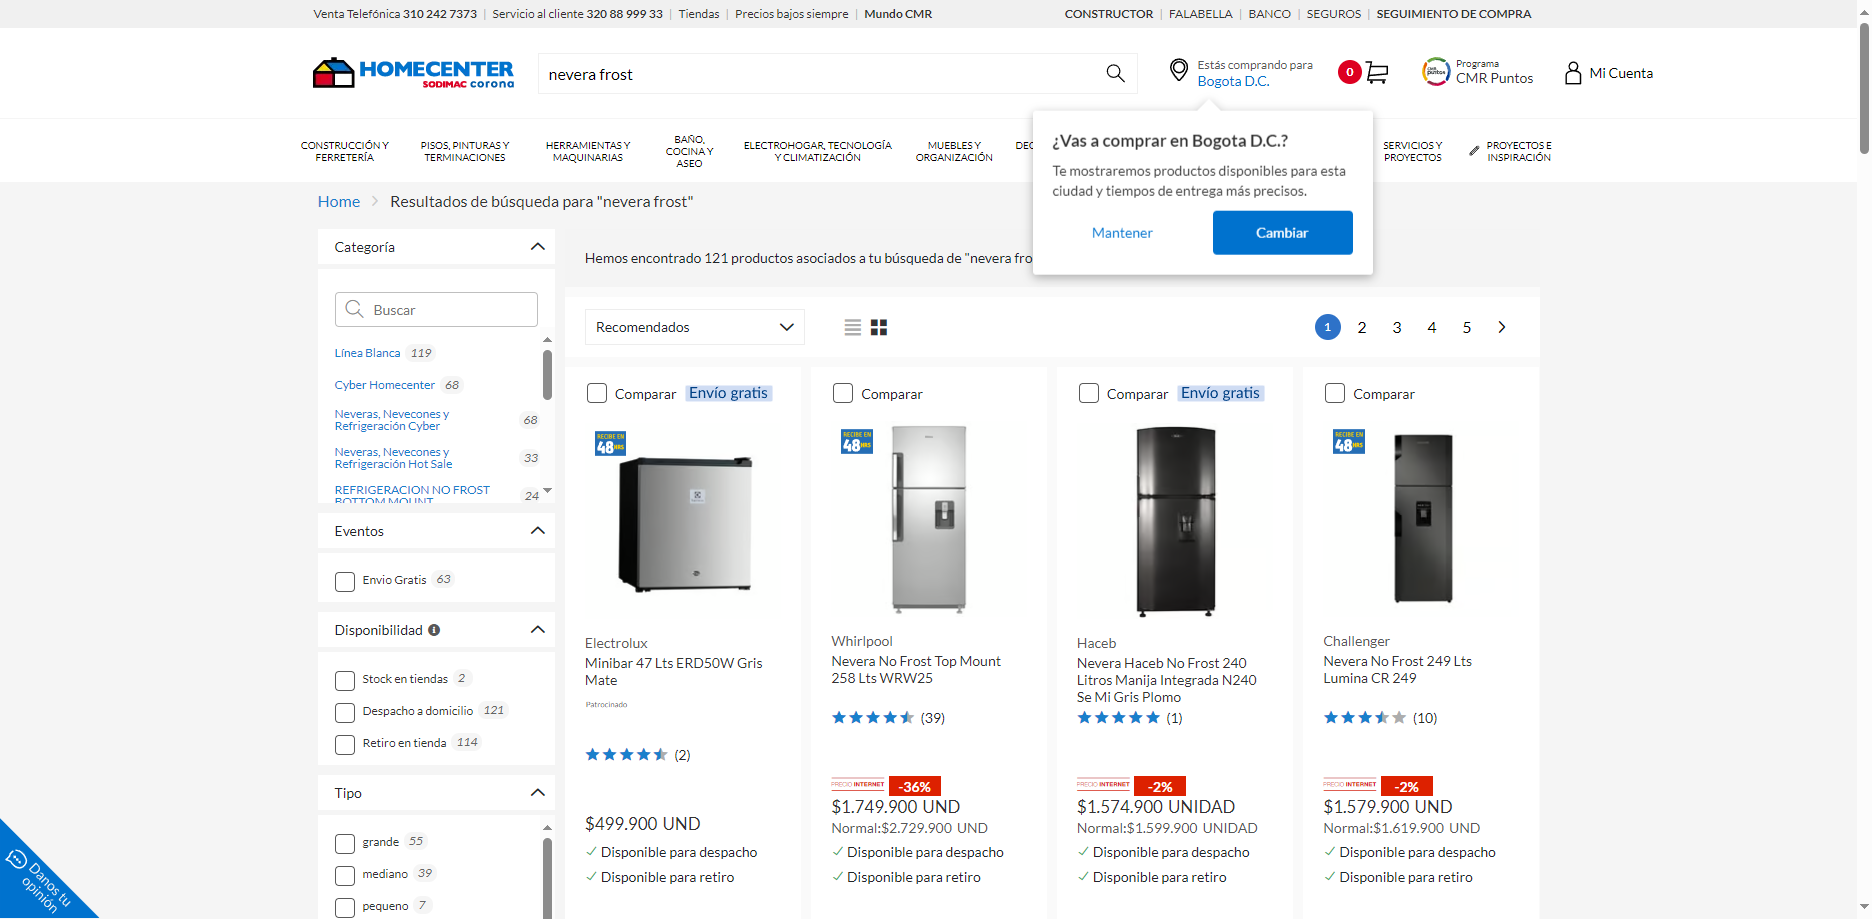 Venta Telefónica 310 242 7373 | Servicio al cliente 320 88 999 33 | Tiendas | Precios bajos siempre | Mundo CMR
CONSTRUCTOR | FALABELLA | BANCO | SEGUROS | SEGUIMIENTO DE COMPRA
HOMECENTER
SODIMAC corona
nevera frost
Estás comprando para
Bogota D.C.
0
CMR puntos
Programa
CMR Puntos
Mi Cuenta
CONSTRUCCIÓN Y
FERRETERÍA
PISOS, PINTURAS Y
TERMINACIONES
HERRAMIENTAS Y
MAQUINARIAS
BAÑO,
COCINA Y
ASEO
ELECTROHOGAR, TECNOLOGÍA
Y CLIMATIZACIÓN
MUEBLES Y
ORGANIZACIÓN
SERVICIOS Y
PROYECTOS
PROYECTOS E
INSPIRACIÓN
¿Vas a comprar en Bogota D.C.?
Te mostraremos productos disponibles para esta
ciudad y tiempos de entrega más precisos.
Mantener
Cambiar
Home > Resultados de búsqueda para "nevera frost"
Categoría
Buscar
Línea Blanca 119
Cyber Homecenter 68
Neveras, Nevecones y
Refrigeración Cyber 68
Neveras, Nevecones y
Refrigeración Hot Sale 33
REFRIGERACION NO FROST 24
BOTTOM MOUNT
Eventos
Envio Gratis 63
Disponibilidad
Stock en tiendas 2
Despacho a domicilio 121
Retiro en tienda 114
Tipo
grande 55
mediano 39
pequeno 7
Danos tu
opinión
Hemos encontrado 121 productos asociados a tu búsqueda de "nevera fro
Recomendados
1 2 3 4 5
Comparar Envío gratis
RECIBE EN
48HRS
Electrolux
Minibar 47 Lts ERD50W Gris
Mate
Patrocinado
(2)
$499.900 UND
Disponible para despacho
Disponible para retiro
Comparar
RECIBE EN
48HRS
Whirlpool
Nevera No Frost Top Mount
258 Lts WRW25
(39)
PRECIO INTERNET -36%
$1.749.900 UND
Normal:$2.729.900 UND
Disponible para despacho
Disponible para retiro
Comparar Envío gratis
Haceb
Nevera Haceb No Frost 240
Litros Manija Integrada N240
Se Mi Gris Plomo
(1)
PRECIO INTERNET -2%
$1.574.900 UNIDAD
Normal:$1.599.900 UNIDAD
Disponible para despacho
Disponible para retiro
Comparar
RECIBE EN
48HRS
Challenger
Nevera No Frost 249 Lts
Lumina CR 249
(10)
PRECIO INTERNET -2%
$1.579.900 UND
Normal:$1.619.900 UND
Disponible para despacho
Disponible para retiro